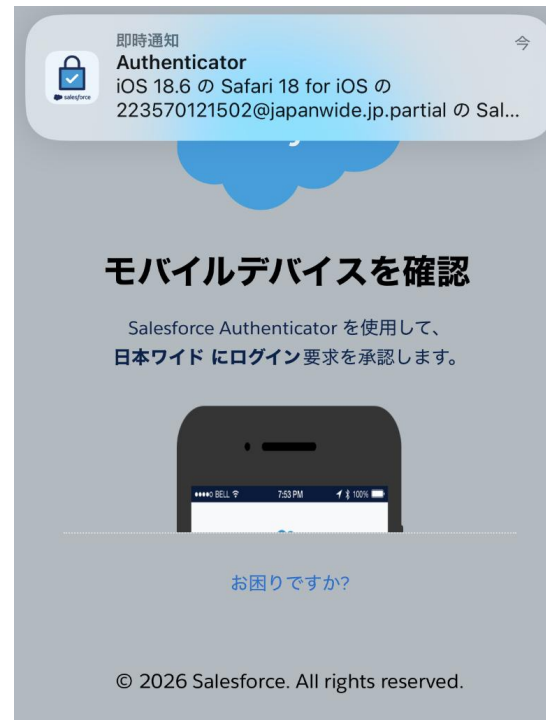 即時通知
今
Authenticator
iOS 18.6 の Safari 18 for iOS の
223570121502@japanwide.jp.partial の Sal...
salesforce
モバイルデバイスを確認
Salesforce Authenticator を使用して、
日本ワイド にログイン要求を承認します。
BELL 7:53 PM 100%
お困りですか?
© 2026 Salesforce. All rights reserved.